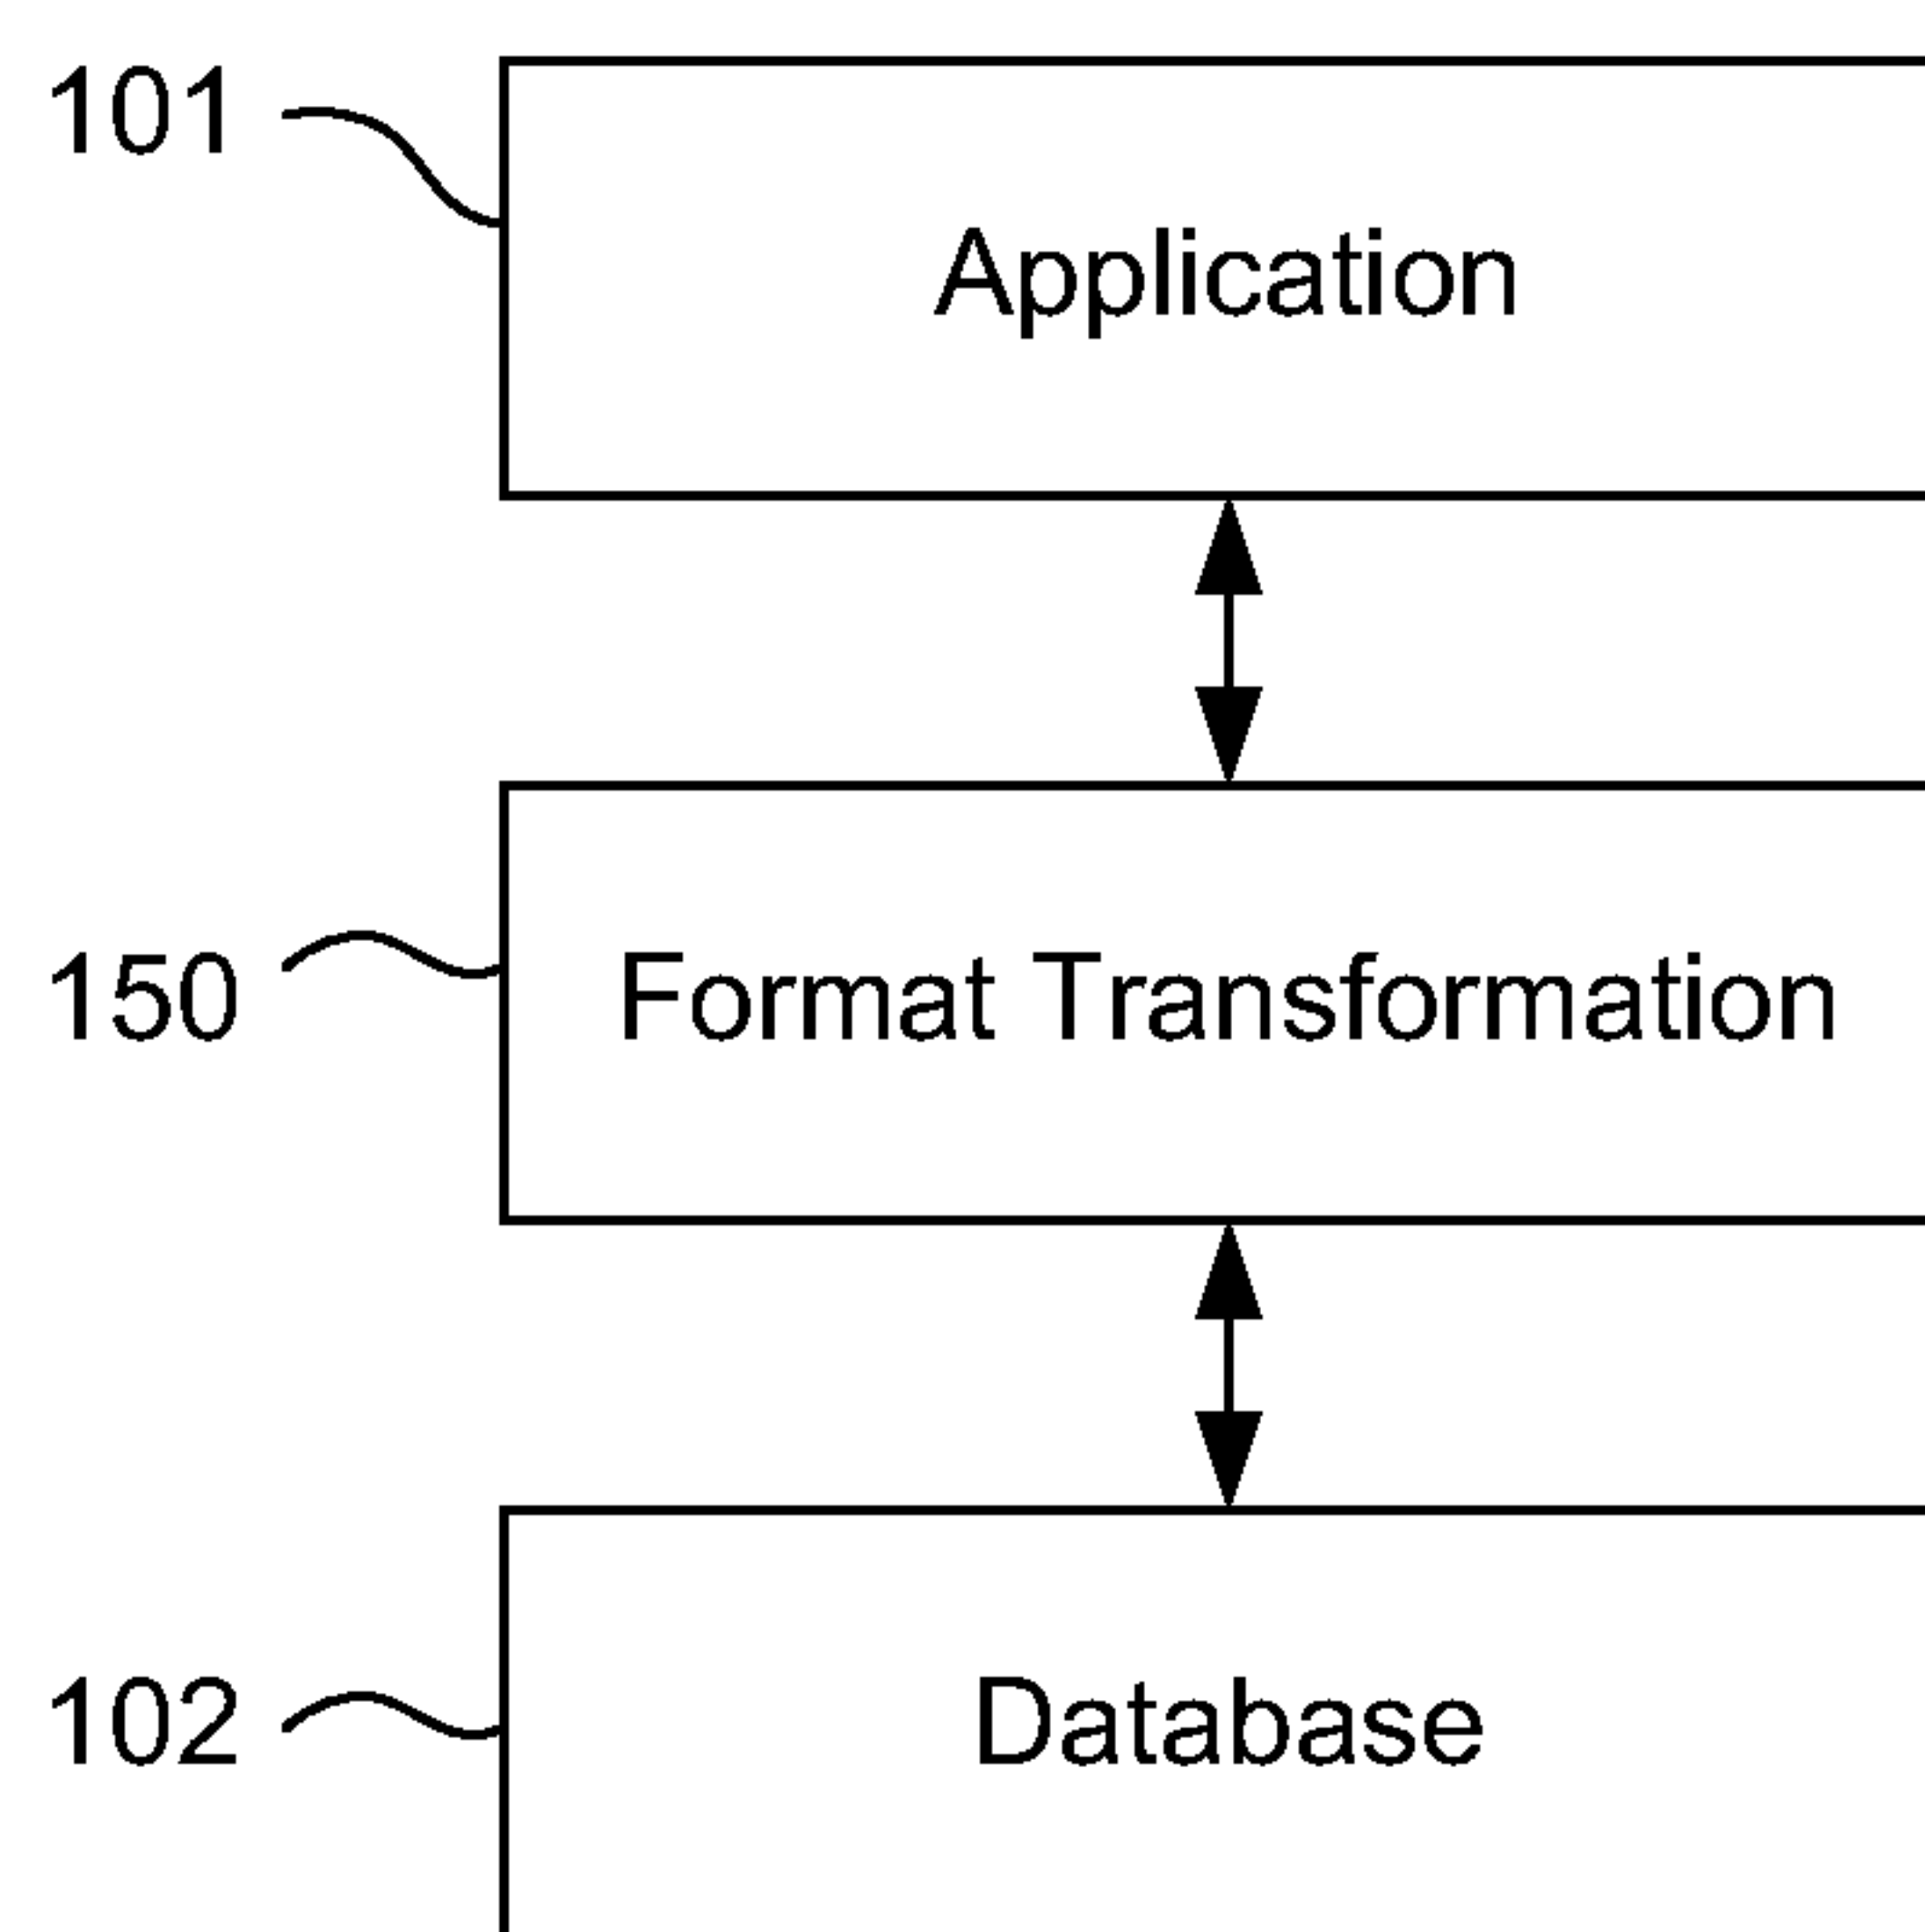 101
Application
150
Format Transformation
102
Database